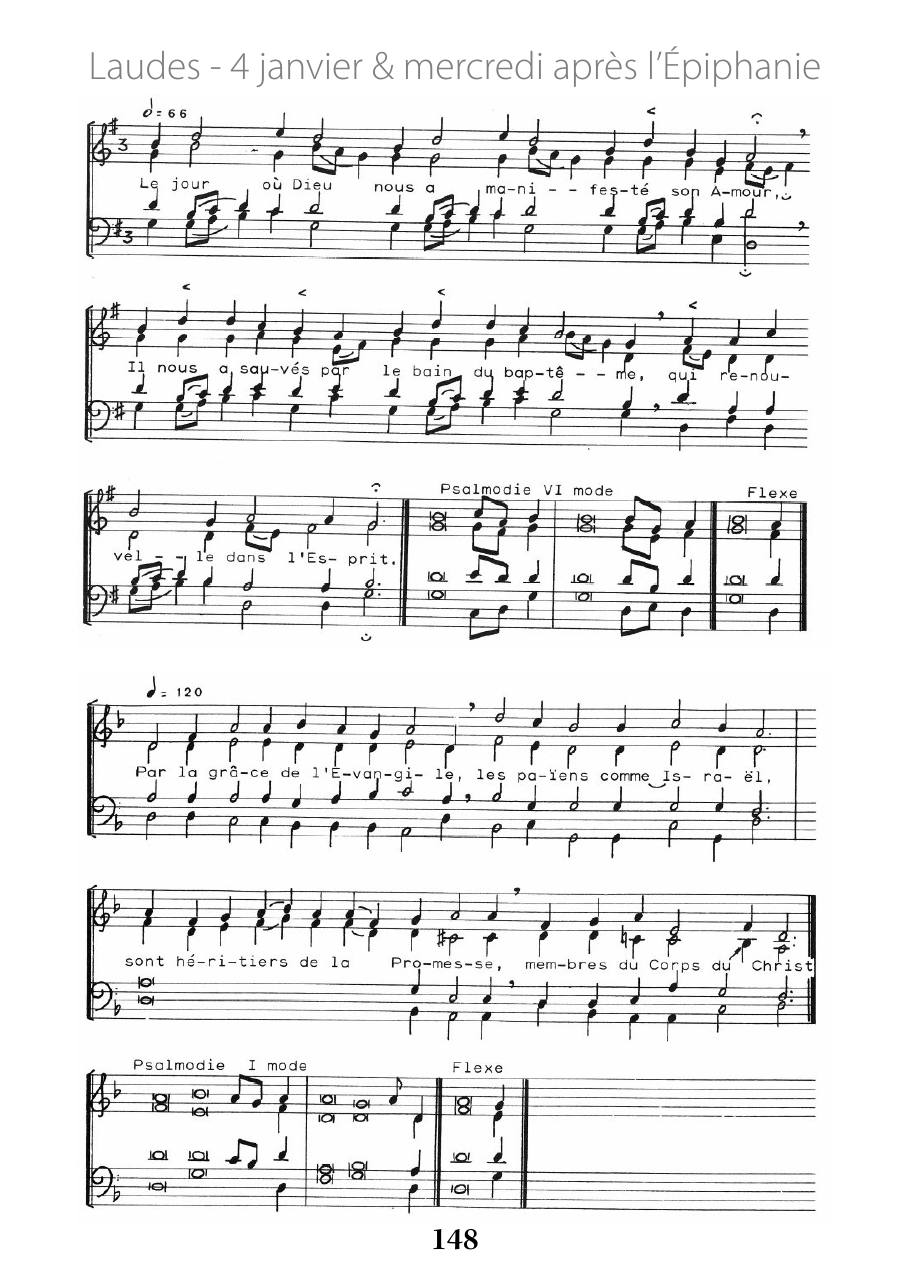 Laudes - 4 janvier & mercredi après l'Épiphanie
= 66
3
Le jour où Dieu nous a ma-ni - - fes-té son A-mour,
3
Il nous a sau-vés par le bain du bap-tê - - me, qui re-nou-
Psalmodie VI mode Flexe
vel - - le dans l'Es- prit.
= 120
Par la grâ-ce de l'E-van-gi- le, les pa-ïens comme Is- ra- ël,
sont hé-ri-tiers de la Pro-mes-se, mem-bres du Corps du Christ
Psalmodie I mode Flexe
148